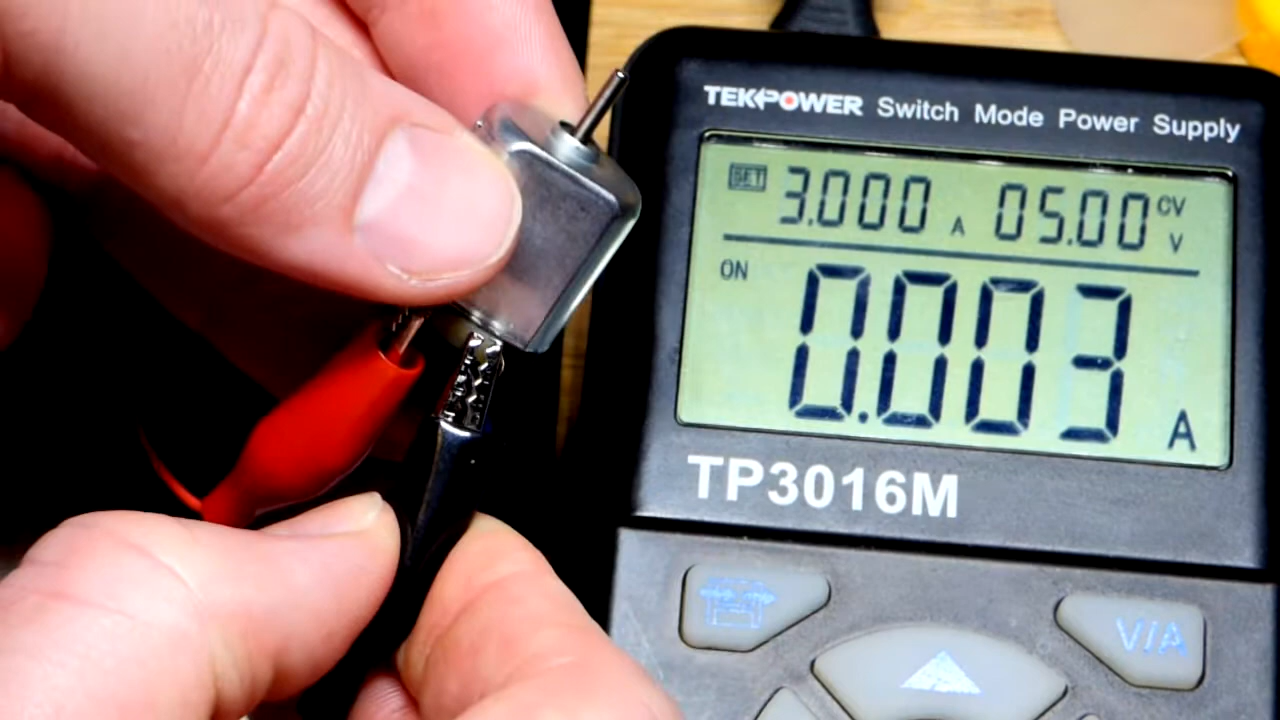 TEKPOWER Switch Mode Power Supply
SET 3.000 A 05.00 CV V
ON
0.003 A
TP3016M
V/A